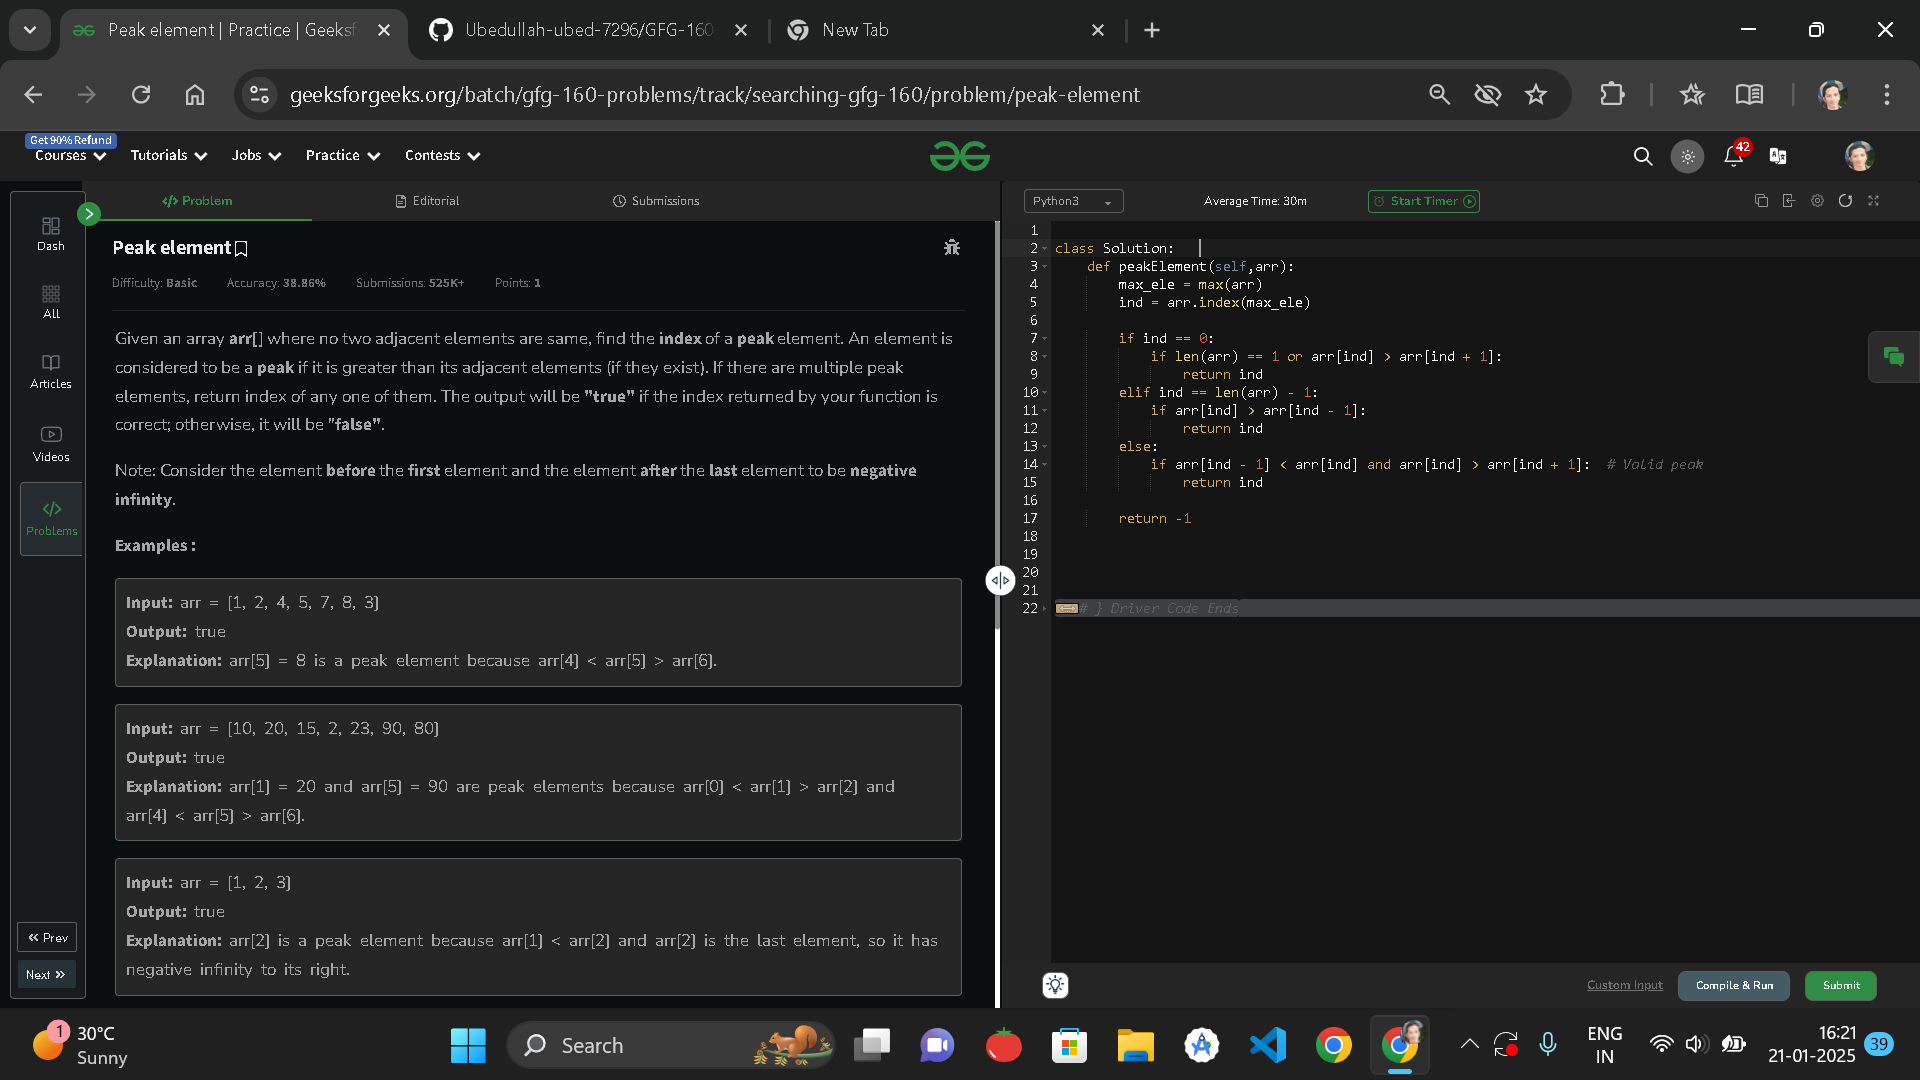 Peak element | Practice | Geeksf
Ubedullah-ubed-7296/GFG-160
New Tab
geeksforgeeks.org/batch/gfg-160-problems/track/searching-gfg-160/problem/peak-element
Get 90% Refund
Courses
Tutorials
Jobs
Practice
Contests
42
Dash
All
Articles
Videos
Problems
Prev
Next
Problem
Editorial
Submissions
Peak element
Difficulty: Basic
Accuracy: 38.86%
Submissions: 525K+
Points: 1
Given an array arr[] where no two adjacent elements are same, find the index of a peak element. An element is
considered to be a peak if it is greater than its adjacent elements (if they exist). If there are multiple peak
elements, return index of any one of them. The output will be "true" if the index returned by your function is
correct; otherwise, it will be "false".
Note: Consider the element before the first element and the element after the last element to be negative
infinity.
Examples :
Input: arr = [1, 2, 4, 5, 7, 8, 3]
Output: true
Explanation: arr[5] = 8 is a peak element because arr[4] < arr[5] > arr[6].
Input: arr = [10, 20, 15, 2, 23, 90, 80]
Output: true
Explanation: arr[1] = 20 and arr[5] = 90 are peak elements because arr[0] < arr[1] > arr[2] and
arr[4] < arr[5] > arr[6].
Input: arr = [1, 2, 3]
Output: true
Explanation: arr[2] is a peak element because arr[1] < arr[2] and arr[2] is the last element, so it has
negative infinity to its right.
Python3
Average Time: 30m
Start Timer
1
2 class Solution:
3     def peakElement(self,arr):
4         max_ele = max(arr)
5         ind = arr.index(max_ele)
6
7         if ind == 0:
8             if len(arr) == 1 or arr[ind] > arr[ind + 1]:
9                 return ind
10         elif ind == len(arr) - 1:
11             if arr[ind] > arr[ind - 1]:
12                 return ind
13         else:
14             if arr[ind - 1] < arr[ind] and arr[ind] > arr[ind + 1]:  # Valid peak
15                 return ind
16
17         return -1
18
19
20
21
22 # } Driver Code Ends
Custom Input
Compile & Run
Submit
1
30°C
Sunny
Search
ENG
IN
16:21
21-01-2025
39